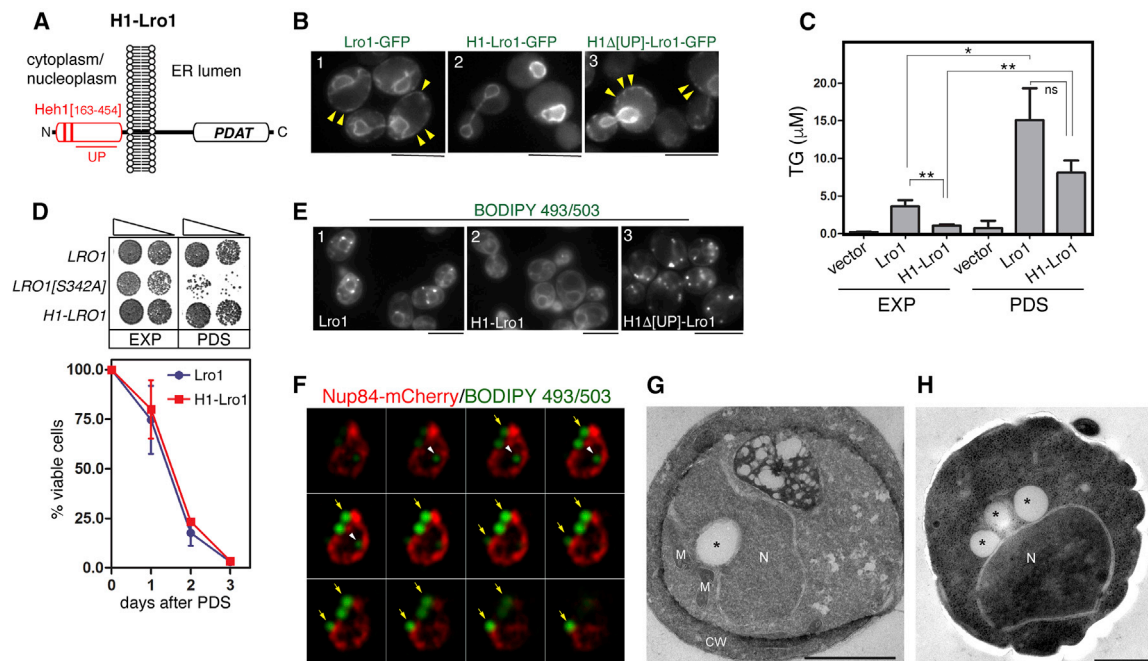 A
H1-Lro1
cytoplasm/
nucleoplasm
ER lumen
Heh1[163-454]
N
PDAT
C
UP
B
Lro1-GFP
H1-Lro1-GFP
H1Δ[UP]-Lro1-GFP
1
2
3
C
TG (μM)
20.0
15.0
10.0
5.0
0.0
*
**
ns
**
vector
Lro1
H1-Lro1
vector
Lro1
H1-Lro1
EXP
PDS
D
LRO1
LRO1[S342A]
H1-LRO1
EXP
PDS
% viable cells
100.0
75.0
50.0
25.0
0.0
Lro1
H1-Lro1
0
1
2
3
days after PDS
E
BODIPY 493/503
1
2
3
Lro1
H1-Lro1
H1Δ[UP]-Lro1
F
Nup84-mCherry/BODIPY 493/503
G
*
M
N
M
CW
H
*
*
*
N